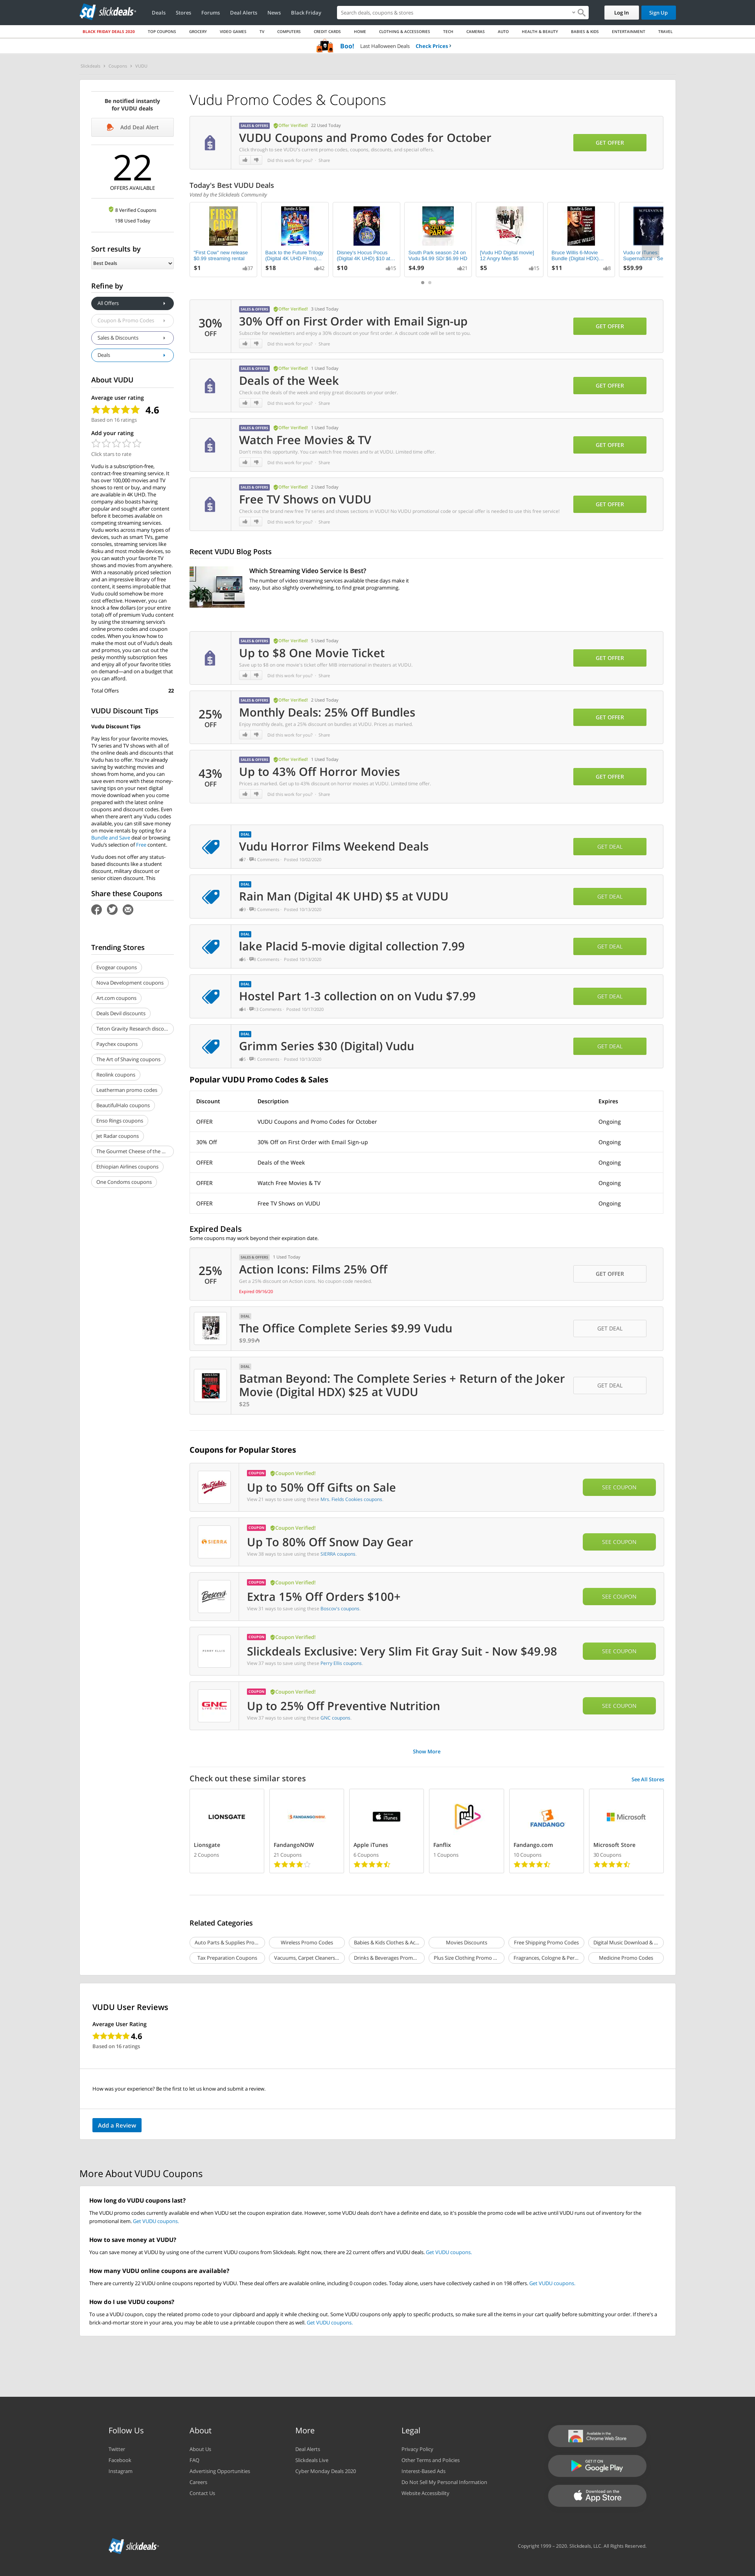 slickdeals
Deals Stores Forums Deal Alerts News Black Friday
Search deals, coupons & stores
Log In
Sign Up
BLACK FRIDAY DEALS 2020 TOP COUPONS GROCERY VIDEO GAMES TV COMPUTERS CREDIT CARDS HOME CLOTHING & ACCESSORIES TECH CAMERAS AUTO HEALTH & BEAUTY BABIES & KIDS ENTERTAINMENT TRAVEL
Boo! Last Halloween Deals Check Prices ›
Slickdeals > Coupons > VUDU
Be notified instantly
for VUDU deals
Add Deal Alert
22
OFFERS AVAILABLE
8 Verified Coupons
198 Used Today
Sort results by
Best Deals
Refine by
All Offers
Coupon & Promo Codes
Sales & Discounts
Deals
About VUDU
Average user rating
4.6
Based on 16 ratings
Add your rating
Click stars to rate
Vudu is a subscription-free,
contract-free streaming service. It
has over 100,000 movies and TV
shows to rent or buy, and many
are available in 4K UHD. The
company also boasts having
popular and sought after content
before it becomes available on
competing streaming services.
Vudu works across many types of
devices, such as smart TVs, game
consoles, streaming services like
Roku and most mobile devices, so
you can watch your favorite TV
shows and movies from anywhere.
With a reasonably priced selection
and an impressive library of free
content, it seems improbable that
Vudu could somehow be more
cost effective. However, you can
save a few dollars (or your entire
total) off of premium Vudu content
by using the streaming service's
online promo codes and coupon
codes. When you know how to
make the most out of Vudu's deals
and promos, you can cut out the
pesky monthly subscription fees
and enjoy all of your favorite titles
on demand—and on a budget that
you can afford.
Total Offers 22
VUDU Discount Tips
Vudu Discount Tips
Pay less for your favorite movies,
TV series and TV shows with all of
the online deals and discounts that
Vudu has to offer. You're already
saving by watching movies and
shows from home, and you can
save even more with these money-
saving tips on your next digital
movie download when you come
prepared with the latest online
coupons and discount codes. Even
when there aren't any Vudu codes
available, you can still save money
on movie rentals by opting for a
Bundle and Save deal or browsing
Vudu's selection of Free content.
Vudu does not offer any status-
based discounts like a student
discount, military discount or
senior citizen discount. This
Share these Coupons
Trending Stores
Evogear coupons
Nova Development coupons
Art.com coupons
Deals Devil discounts
Teton Gravity Research disco...
Paychex coupons
The Art of Shaving coupons
Reolink coupons
Leatherman promo codes
BeautifulHalo coupons
Enso Rings coupons
Jet Radar coupons
The Gourmet Cheese of the ...
Ethiopian Airlines coupons
One Condoms coupons
Vudu Promo Codes & Coupons
SALES & OFFERS Offer Verified! 22 Used Today
VUDU Coupons and Promo Codes for October
Click through to see VUDU's current promo codes, coupons, discounts, and special offers.
Did this work for you? Share
GET OFFER
Today's Best VUDU Deals
Voted by the Slickdeals Community
"First Cow" new release
$0.99 streaming rental
$1 37
Back to the Future Trilogy
(Digital 4K UHD Films)...
$18 42
Disney's Hocus Focus
(Digital 4K UHD) $10 at...
$10 15
South Park season 24 on
Vudu $4.99 SD/ $6.99 HD
$4.99 21
[Vudu HD Digital movie]
12 Angry Men $5
$5 15
Bruce Willis 6-Movie
Bundle (Digital HDX)...
$11 8
Vudu or iTunes
Supernatural
$59.99
30%
OFF
SALES & OFFERS Offer Verified! 3 Used Today
30% Off on First Order with Email Sign-up
Subscribe for newsletters and enjoy a 30% discount on your first order. A discount code will be sent to you.
Did this work for you? Share
GET OFFER
SALES & OFFERS Offer Verified! 1 Used Today
Deals of the Week
Check out the deals of the week and enjoy great discounts on your order.
Did this work for you? Share
GET OFFER
SALES & OFFERS Offer Verified! 1 Used Today
Watch Free Movies & TV
Don't miss this opportunity. You can watch free movies and tv at VUDU. Limited time offer.
Did this work for you? Share
GET OFFER
SALES & OFFERS Offer Verified! 2 Used Today
Free TV Shows on VUDU
Check out the brand new free TV series and shows sections in VUDU! No VUDU promotional code or special offer is needed to use this free service!
Did this work for you? Share
GET OFFER
Recent VUDU Blog Posts
Which Streaming Video Service Is Best?
The number of video streaming services available these days make it
easy, but also slightly overwhelming, to find great programming.
SALES & OFFERS Offer Verified! 5 Used Today
Up to $8 One Movie Ticket
Save up to $8 on one movie's ticket offer With international in theaters at VUDU.
Did this work for you? Share
GET OFFER
25%
OFF
SALES & OFFERS Offer Verified! 2 Used Today
Monthly Deals: 25% Off Bundles
Enjoy monthly deals, get a 25% discount on bundles at VUDU. Prices as marked.
Did this work for you? Share
GET OFFER
43%
OFF
SALES & OFFERS Offer Verified! 1 Used Today
Up to 43% Off Horror Movies
Prices as marked. Get up to 43% discount on horror movies at VUDU. Limited time offer.
Did this work for you? Share
GET OFFER
DEAL
Vudu Horror Films Weekend Deals
Comments Posted 10/02/2020
GET DEAL
DEAL
Rain Man (Digital 4K UHD) $5 at VUDU
Comments Posted 10/13/2020
GET DEAL
DEAL
lake Placid 5-movie digital collection 7.99
Comments Posted 10/13/2020
GET DEAL
DEAL
Hostel Part 1-3 collection on on Vudu $7.99
Comments Posted 10/17/2020
GET DEAL
DEAL
Grimm Series $30 (Digital) Vudu
Comments Posted 10/13/2020
GET DEAL
Popular VUDU Promo Codes & Sales
Discount Description Expires
OFFER VUDU Coupons and Promo Codes for October Ongoing
30% Off 30% Off on First Order with Email Sign-up Ongoing
OFFER Deals of the Week Ongoing
OFFER Watch Free Movies & TV Ongoing
OFFER Free TV Shows on VUDU Ongoing
Expired Deals
Some coupons may work beyond their expiration date.
25%
OFF
SALES & OFFERS 1 Used Today
Action Icons: Films 25% Off
Get a 25% discount on Action icons. No coupon code needed.
Expired 09/16/20
GET OFFER
DEAL
The Office Complete Series $9.99 Vudu
$9.99
GET DEAL
DEAL
Batman Beyond: The Complete Series + Return of the Joker
Movie (Digital HDX) $25 at VUDU
$25
GET DEAL
Coupons for Popular Stores
Mrs. Fields
COUPON Coupon Verified!
Up to 50% Off Gifts on Sale
View 21 ways to save using these Mrs. Fields Cookies coupons.
SEE COUPON
SIERRA
COUPON Coupon Verified!
Up To 80% Off Snow Day Gear
View 36 ways to save using these SIERRA coupons.
SEE COUPON
Boscov's
COUPON Coupon Verified!
Extra 15% Off Orders $100+
View 31 ways to save using these Boscov's coupons.
SEE COUPON
PERRY ELLIS
COUPON Coupon Verified!
Slickdeals Exclusive: Very Slim Fit Gray Suit - Now $49.98
View 37 ways to save using these Perry Ellis coupons.
SEE COUPON
GNC
LIVE WELL
COUPON Coupon Verified!
Up to 25% Off Preventive Nutrition
View 27 ways to save using these GNC coupons.
SEE COUPON
Show More
Check out these similar stores
See All Stores
LIONSGATE FANDANGONOW iTunes FANDANGO Microsoft
Lionsgate FandangoNOW Apple iTunes Fanflix Fandango.com Microsoft Store
2 Coupons 21 Coupons 6 Coupons 1 Coupons 10 Coupons 30 Coupons
Related Categories
Auto Parts & Supplies Pro... Wireless Promo Codes Babies & Kids Clothes & Ac... Movies Discounts Free Shipping Promo Codes Digital Music Download & ...
Tax Preparation Coupons Vacuums, Carpet Cleaners... Drinks & Beverages Prom... Plus Size Clothing Promo ... Fragrances, Cologne & Per... Medicine Promo Codes
VUDU User Reviews
Average User Rating
4.6
Based on 16 ratings
How was your experience? Be the first to let us know and submit a review.
Add a Review
More About VUDU Coupons
How long do VUDU coupons last?
The VUDU promo codes currently available end when VUDU set the coupon expiration date. However, some VUDU deals don't have a definite end date, so it's possible the promo code will be active until VUDU runs out of inventory for the
promotional item. Get VUDU coupons.
How to save money at VUDU?
You can save money at VUDU by using one of the current VUDU coupons from Slickdeals. Right now, there are 22 current offers and VUDU deals. Get VUDU coupons.
How many VUDU online coupons are available?
There are currently 22 VUDU online coupons reported by VUDU. These deal offers are available online, including 0 coupon codes. Today alone, users have collectively cashed in on 198 offers. Get VUDU coupons.
How do I use VUDU coupons?
To use a VUDU coupon, copy the related promo code to your clipboard and apply it while checking out. Some VUDU coupons only apply to specific products, so make sure all the items in your cart qualify before submitting your order. If there's a
brick-and-mortar store in your area, you may be able to use a printable coupon there as well. Get VUDU coupons.
Follow Us
Twitter
Facebook
Instagram
About
About Us
FAQ
Advertising Opportunities
Careers
Contact Us
More
Deal Alerts
Slickdeals Live
Cyber Monday Deals 2020
Legal
Privacy Policy
Other Terms and Policies
Interest-Based Ads
Do Not Sell My Personal Information
Website Accessibility
Available in the
Chrome Web Store
GET IT ON
Google Play
Download on the
App Store
slickdeals
Copyright 1999 - 2020. Slickdeals, LLC. All Rights Reserved.